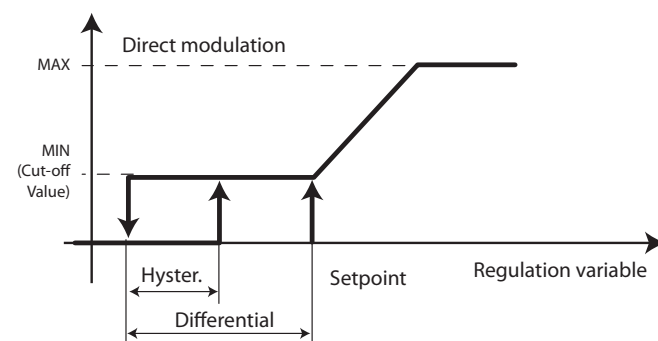 Direct modulation
MAX
MIN
(Cut-off
Value)
Hyster.
Setpoint
Regulation variable
Differential